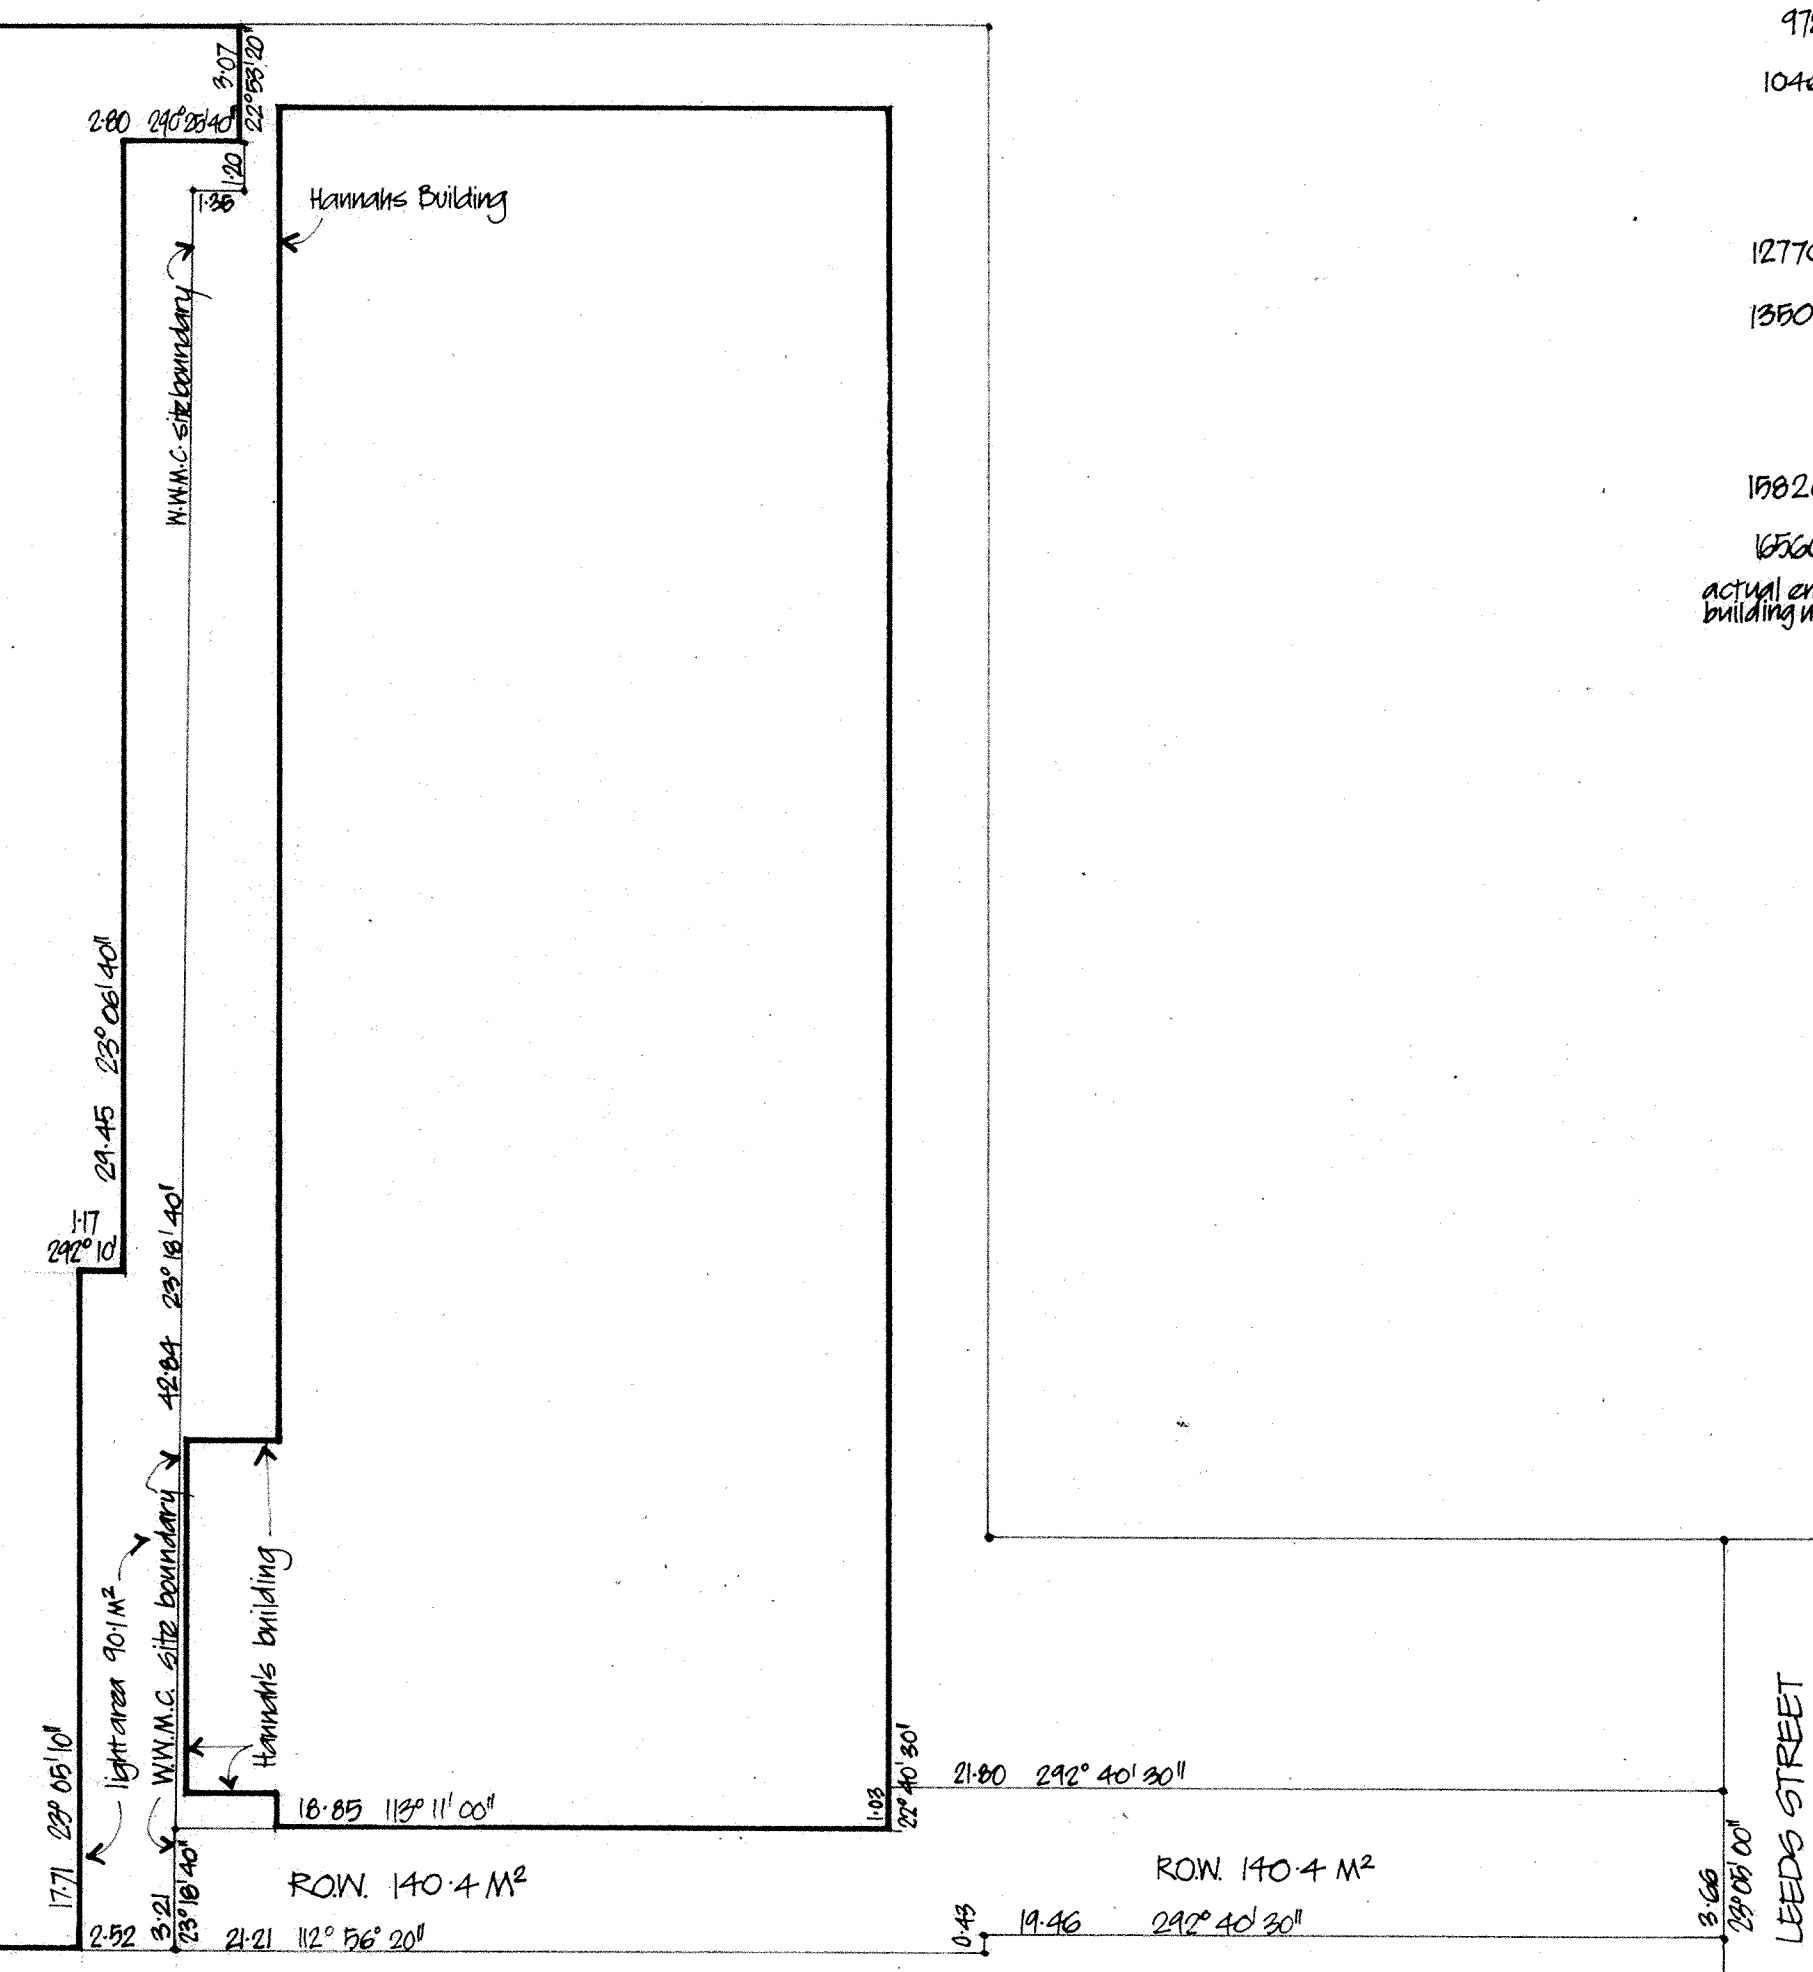 3.07
22°53'20"
2.80 290°25'40"
1.20
1.35
Hannahs Building
W.W.M.C. site boundary
29.45 23°06'40"
1.17
292°10'
42.84 23°18'40'
W.W.M.C. site boundary
light area 90.1 M²
Hannah's building
17.71 23°05'10"
18.85 113°11'00"
1.03
22°40'30'
21.80 292°40'30"
R.O.W. 140.4 M²
R.O.W. 140.4 M²
2.52
3.21
23°18'40"
21.21 112°56°20"
0.43
19.46 292°40'30"
3.66
23°05'00"
LEEDS STREET
1350
actual
building